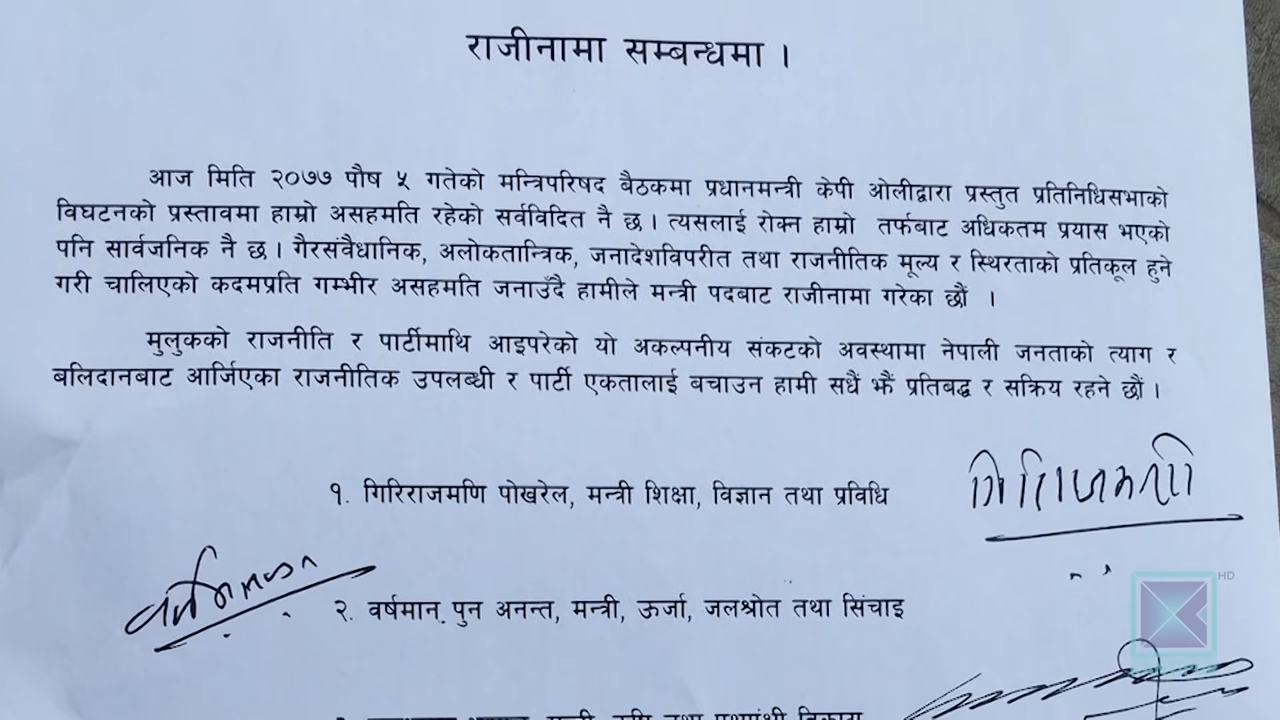 राजीनामा सम्बन्धमा ।
आज मिति २०७७ पौष ५ गतेको मन्त्रिपरिषद बैठकमा प्रधानमन्त्री केपी ओलीद्वारा प्रस्तुत प्रतिनिधिसभाको
विघटनको प्रस्तावमा हाम्रो असहमति रहेको सर्वविदित नै छ । त्यसलाई रोक्न हाम्रो तर्फबाट अधिकतम प्रयास भएको
पनि सार्वजनिक नै छ । गैरसंवैधानिक, अलोकतान्त्रिक, जनादेशविपरीत तथा राजनीतिक मूल्य र स्थिरताको प्रतिकूल हुने
गरी चालिएको कदमप्रति गम्भीर असहमति जनाउँदै हामीले मन्त्री पदबाट राजीनामा गरेका छौं ।
मुलुकको राजनीति र पार्टीमाथि आइपरेको यो अकल्पनीय संकटको अवस्थामा नेपाली जनताको त्याग र
बलिदानबाट आर्जिएका राजनीतिक उपलब्धी र पार्टी एकतालाई बचाउन हामी सधैं झैं प्रतिबद्ध र सक्रिय रहने छौं ।
गिरिराजमणी
१. गिरिराजमणि पोखरेल, मन्त्री शिक्षा, विज्ञान तथा प्रविधि
२. वर्षमान पुन अनन्त, मन्त्री, ऊर्जा, जलश्रोत तथा सिंचाइ
HD